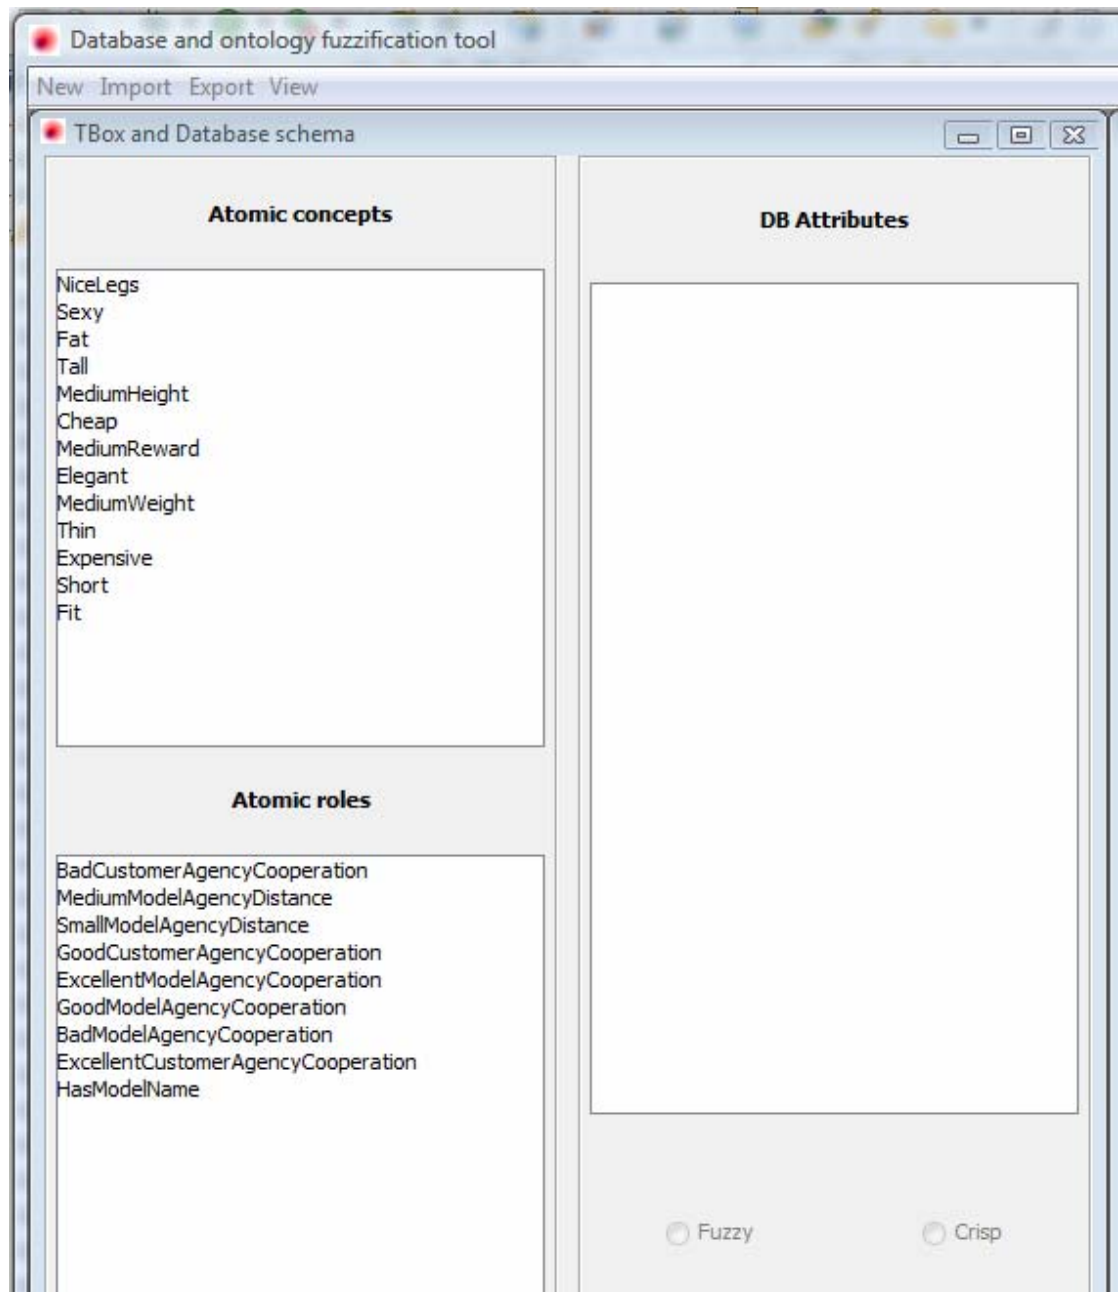 Database and ontology fuzzification tool
New Import Export View
TBox and Database schema
Atomic concepts
NiceLegs
Sexy
Fat
Tall
MediumHeight
Cheap
MediumReward
Elegant
MediumWeight
Thin
Expensive
Short
Fit
Atomic roles
BadCustomerAgencyCooperation
MediumModelAgencyDistance
SmallModelAgencyDistance
GoodCustomerAgencyCooperation
ExcellentModelAgencyCooperation
GoodModelAgencyCooperation
BadModelAgencyCooperation
ExcellentCustomerAgencyCooperation
HasModelName
DB Attributes
Fuzzy Crisp